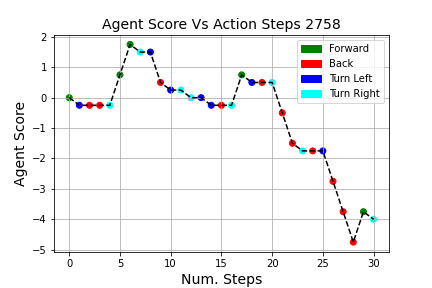 Agent Score Vs Action Steps 2758
Agent Score
2
1
0
−1
−2
−3
−4
−5
Forward
Back
Turn Left
Turn Right
0 5 10 15 20 25 30
Num. Steps